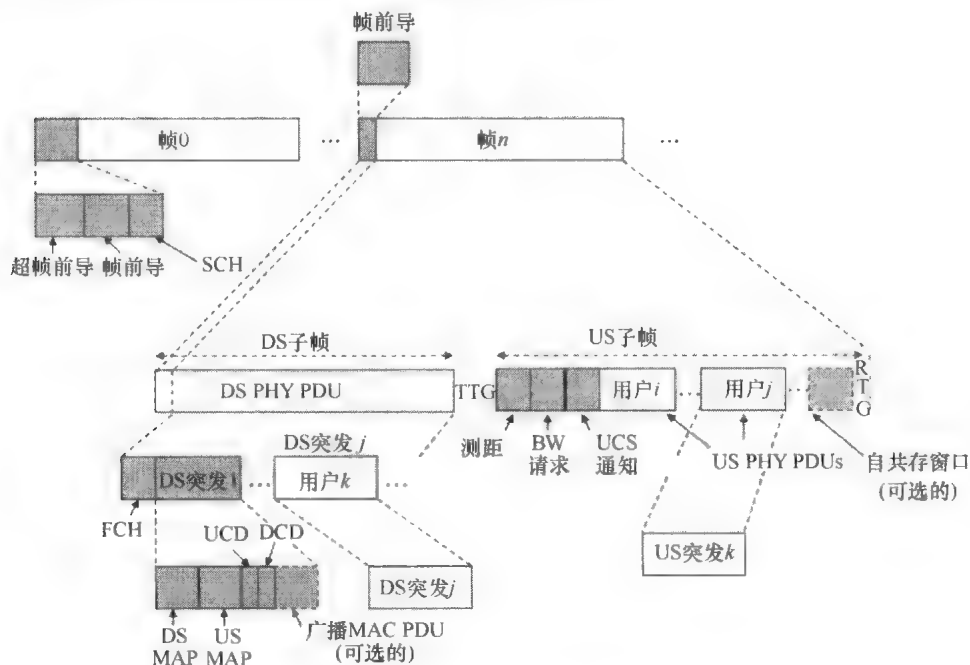 帧前导
帧0
...
帧n
...
超帧前导 帧前导 SCH
DS子帧
US子帧
DS PHY PDU
TTG
用户i
...
用户j
...
RTG
测距
BW
请求
UCS
通知
US PHY PDUs
自共存窗口
(可选的)
DS突发j
DS突发1
...
用户k
...
FCH
UCD
DCD
US突发k
DS突发j
DS
MAP
US
MAP
广播MAC PDU
(可选的)